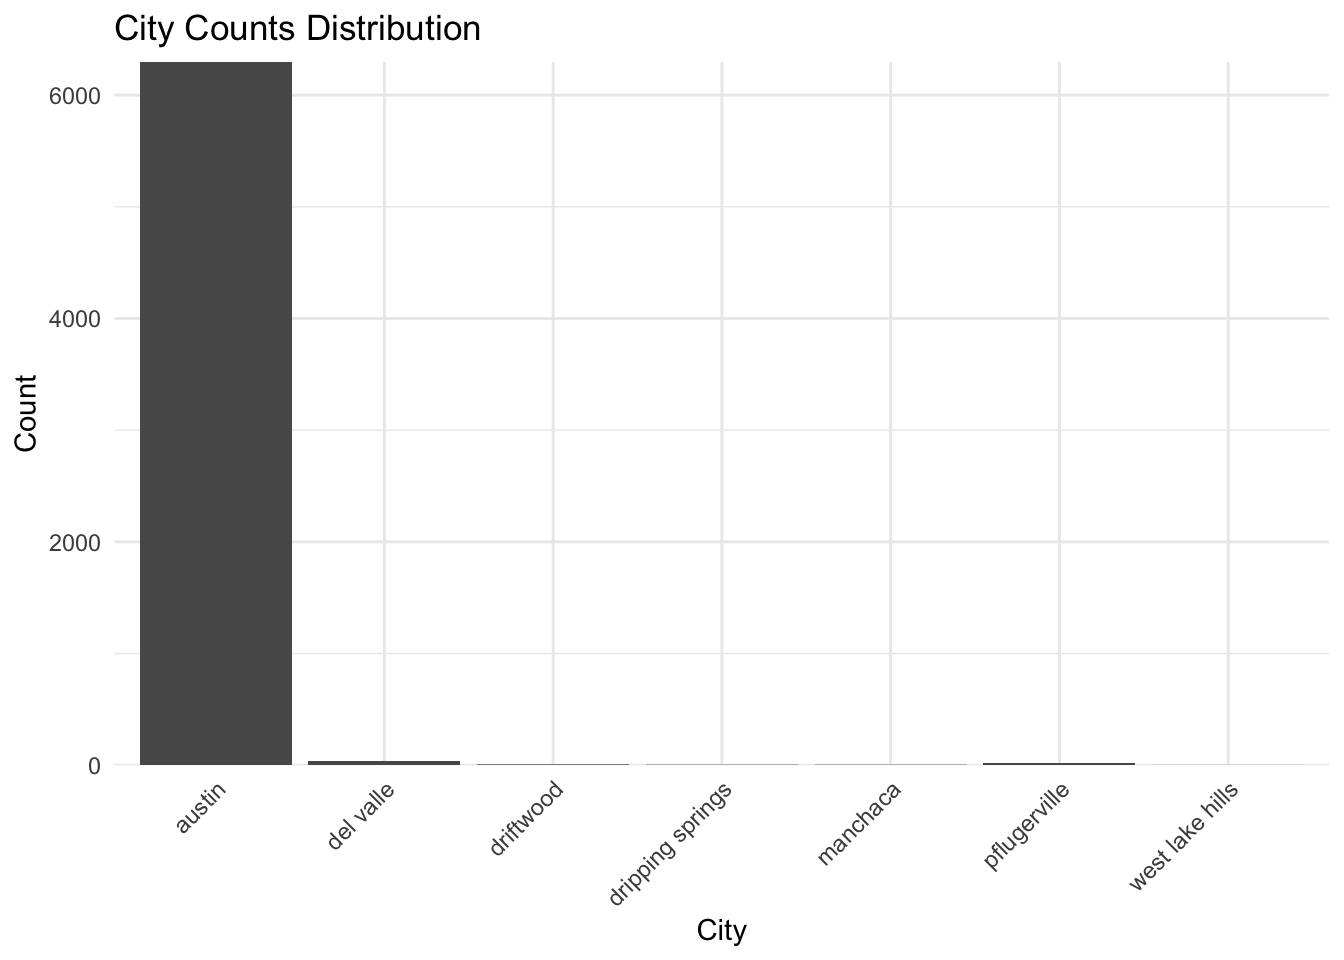 City Counts Distribution
6000
4000
2000
0
Count
austin
del valle
driftwood
dripping springs
manchaca
pflugerville
west lake hills
City